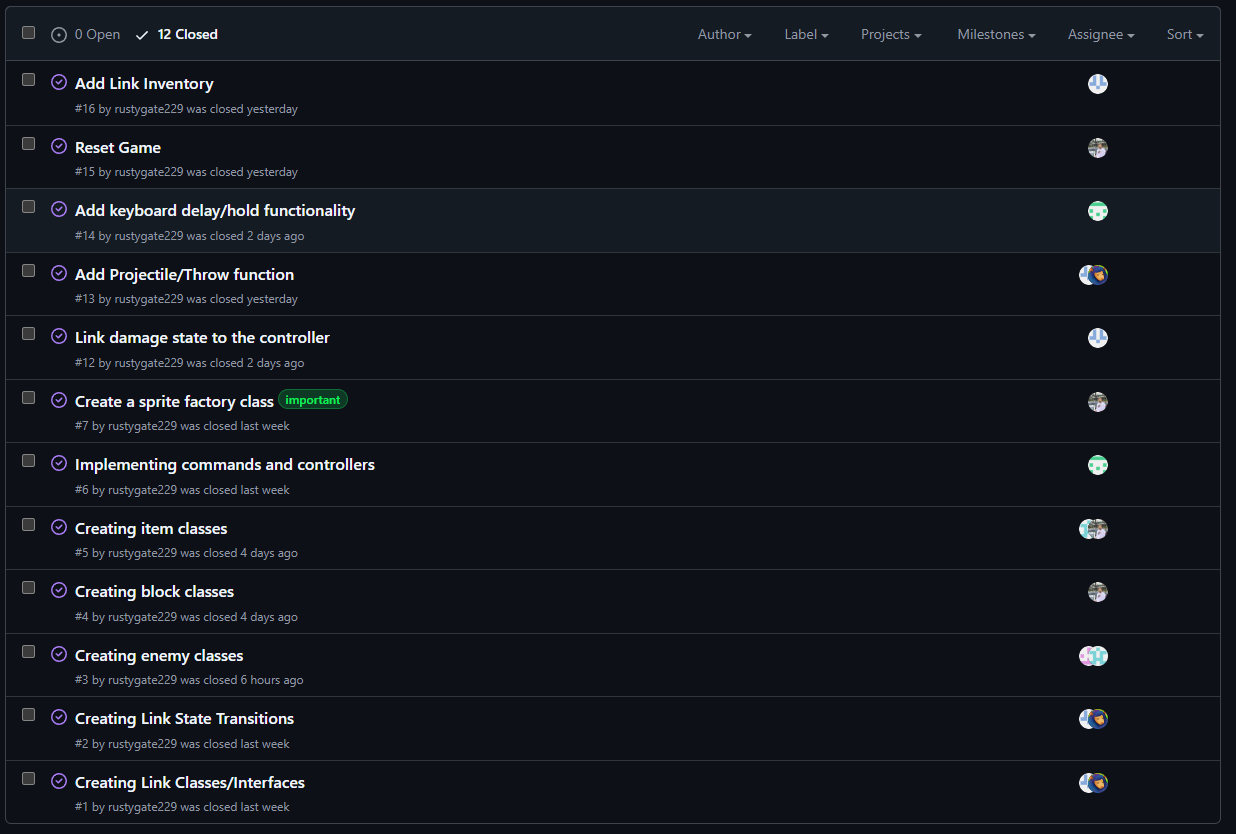 0 Open 12 Closed Author Label Projects Milestones Assignee Sort
Add Link Inventory
#16 by rustygate229 was closed yesterday
Reset Game
#15 by rustygate229 was closed yesterday
Add keyboard delay/hold functionality
#14 by rustygate229 was closed 2 days ago
Add Projectile/Throw function
#13 by rustygate229 was closed yesterday
Link damage state to the controller
#12 by rustygate229 was closed 2 days ago
Create a sprite factory class important
#7 by rustygate229 was closed last week
Implementing commands and controllers
#6 by rustygate229 was closed last week
Creating item classes
#5 by rustygate229 was closed 4 days ago
Creating block classes
#4 by rustygate229 was closed 4 days ago
Creating enemy classes
#3 by rustygate229 was closed 6 hours ago
Creating Link State Transitions
#2 by rustygate229 was closed last week
Creating Link Classes/Interfaces
#1 by rustygate229 was closed last week